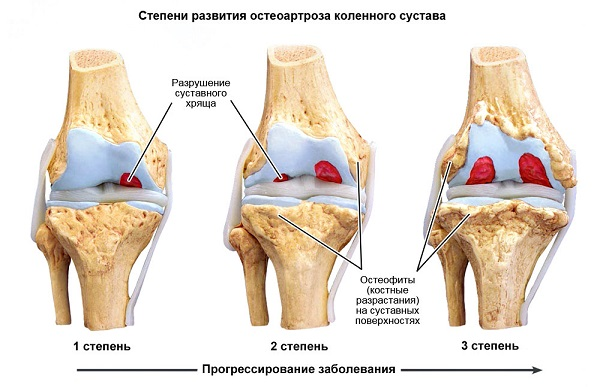 Степени развития остеоартроза коленного сустава
Разрушение
суставного
хряща
Остеофиты
(костные
разрастания)
на суставных
поверхностях
1 степень
2 степень
3 степень
Прогрессирование заболевания